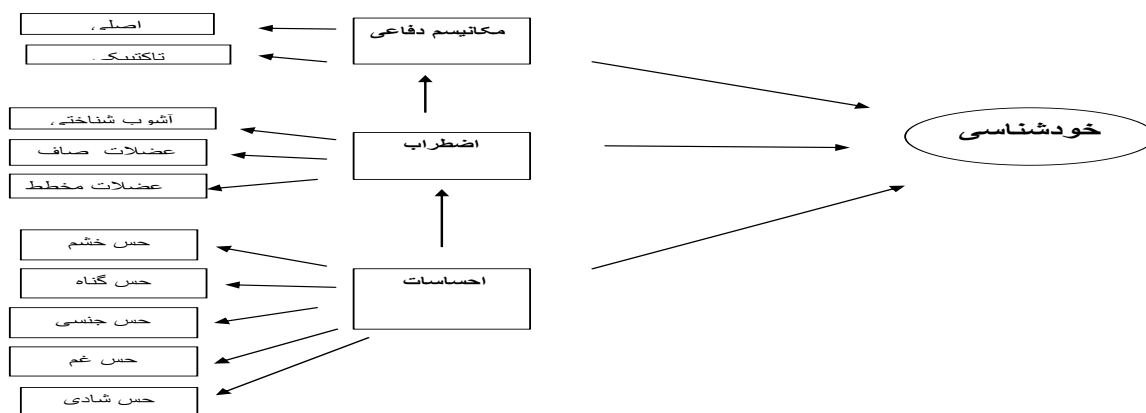 خودشناسی
مکانیسم دفاعی
اصلی
تاکتیکی
اضطراب
آشوب شناختی
عضلات صاف
عضلات مخطط
احساسات
حس خشم
حس گناه
حس جنسی
حس غم
حس شادی